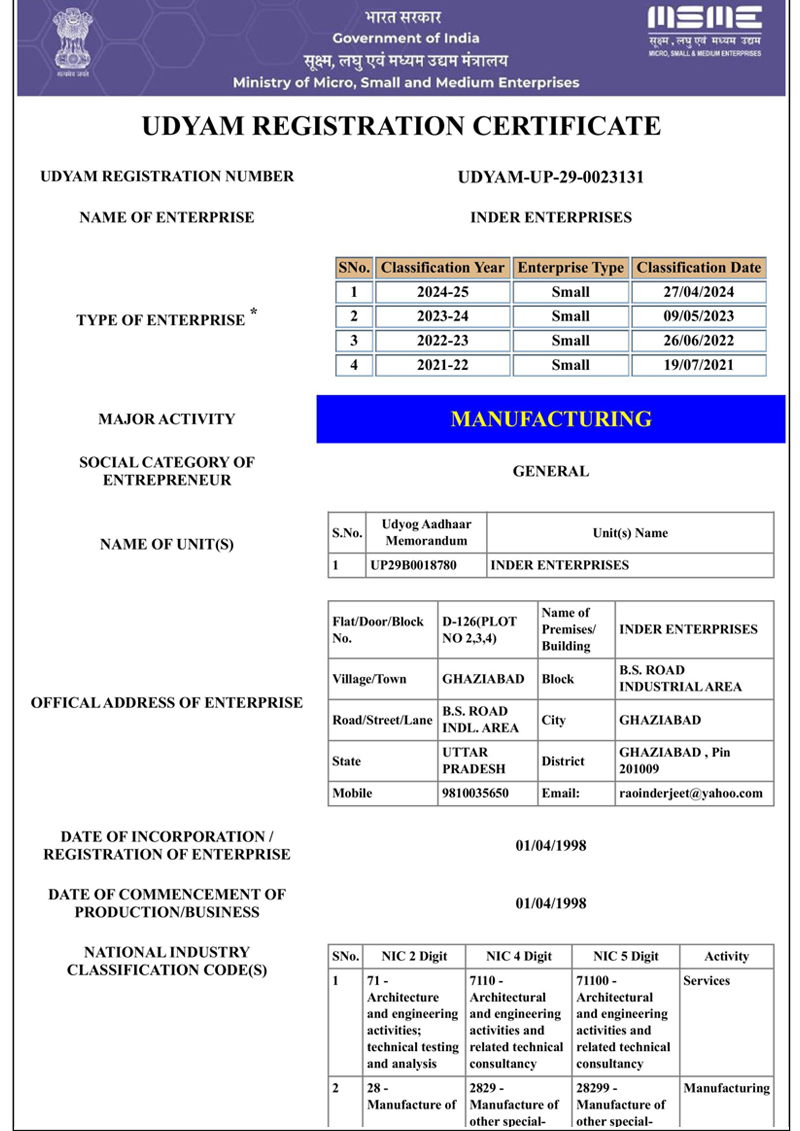 भारत सरकार
Government of India
सूक्ष्म, लघु एवं मध्यम उद्यम मंत्रालय
Ministry of Micro, Small and Medium Enterprises
सत्यमेव जयते
MSME
सूक्ष्म, लघु एवं मध्यम उद्यम
MICRO, SMALL & MEDIUM ENTERPRISES
UDYAM REGISTRATION CERTIFICATE
UDYAM REGISTRATION NUMBER UDYAM-UP-29-0023131
NAME OF ENTERPRISE INDER ENTERPRISES
TYPE OF ENTERPRISE *
SNo. Classification Year Enterprise Type Classification Date
1 2024-25 Small 27/04/2024
2 2023-24 Small 09/05/2023
3 2022-23 Small 26/06/2022
4 2021-22 Small 19/07/2021
MAJOR ACTIVITY MANUFACTURING
SOCIAL CATEGORY OF
ENTREPRENEUR
GENERAL
NAME OF UNIT(S)
S.No. Udyog Aadhaar
Memorandum
Unit(s) Name
1 UP29B0018780 INDER ENTERPRISES
OFFICAL ADDRESS OF ENTERPRISE
Flat/Door/Block
No.
D-126(PLOT
NO 2,3,4)
Name of
Premises/
Building
INDER ENTERPRISES
Village/Town GHAZIABAD Block
B.S. ROAD
INDUSTRIAL AREA
Road/Street/Lane
B.S. ROAD
INDL. AREA
City GHAZIABAD
State
UTTAR
PRADESH
District
GHAZIABAD , Pin
201009
Mobile 9810035650 Email: raoinderjeet@yahoo.com
DATE OF INCORPORATION /
REGISTRATION OF ENTERPRISE
01/04/1998
DATE OF COMMENCEMENT OF
PRODUCTION/BUSINESS
01/04/1998
NATIONAL INDUSTRY
CLASSIFICATION CODE(S)
SNo. NIC 2 Digit NIC 4 Digit NIC 5 Digit Activity
1
71 -
Architecture
and engineering
activities;
technical testing
and analysis
7110 -
Architectural
and engineering
activities and
related technical
consultancy
71100 -
Architectural
and engineering
activities and
related technical
consultancy
Services
2
28 -
Manufacture of
2829 -
Manufacture of
other special-
28299 -
Manufacture of
other special-
Manufacturing